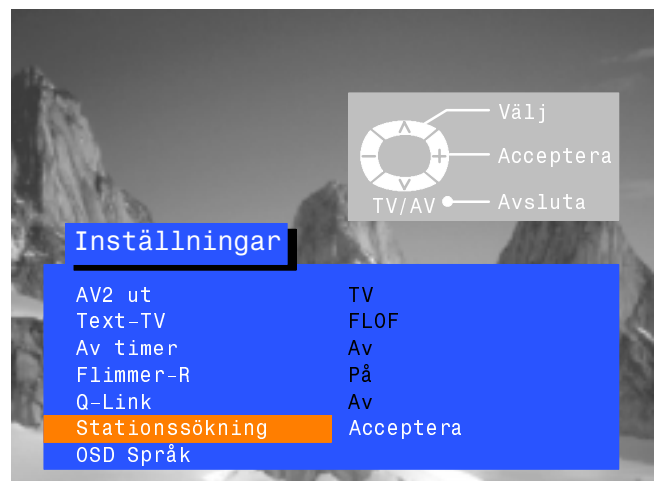 Välj
Acceptera
TV/AV Avsluta
Inställningar
AV2 ut TV
Text-TV FLOF
Av timer Av
Flimmer-R På
Q-Link Av
Stationssökning Acceptera
OSD Språk